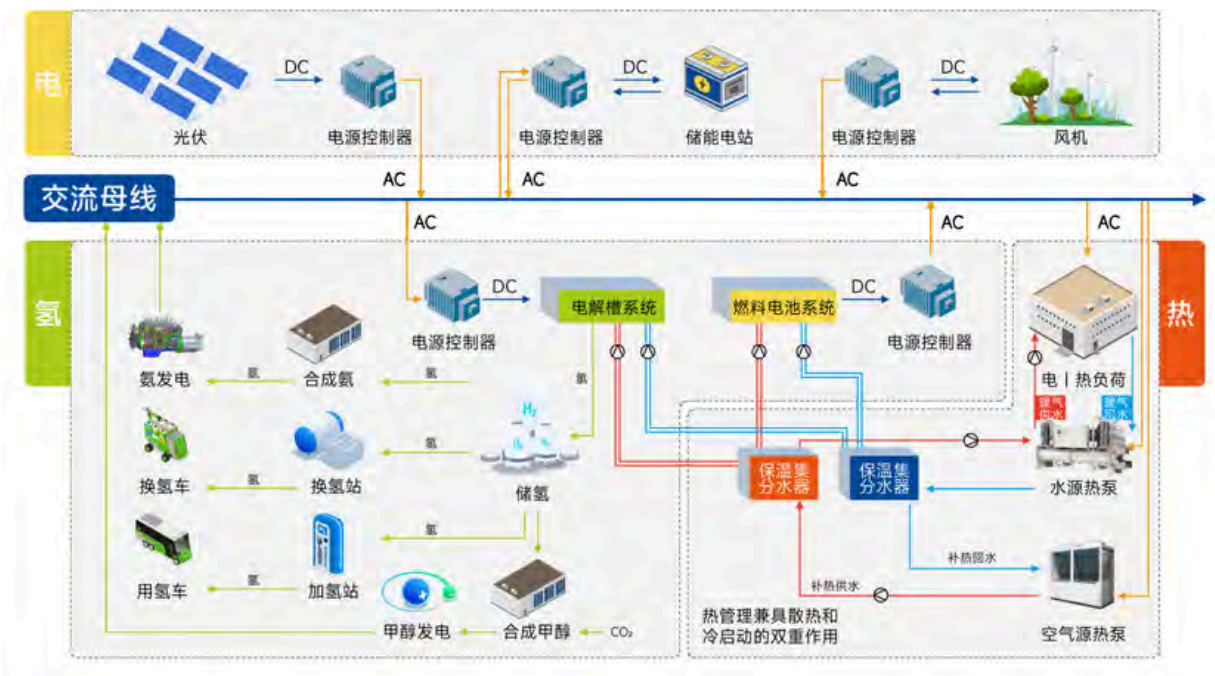 电
DC
DC
DC
光伏
电源控制器
电源控制器
储能电站
电源控制器
风机
AC
AC
AC
交流母线
AC
AC
AC
氢
热
DC
电解槽系统
燃料电池系统
DC
电源控制器
电源控制器
氨发电
氨
合成氨
氢
氢
电丨热负荷
暖气
供水
暖气
回水
H₂
H₂
H₂
换氢车
氢
换氢站
氢
储氢
保温集
分水器
保温集
分水器
水源热泵
用氢车
氢
加氢站
氢
补热回水
补热供水
甲醇发电
合成甲醇
CO₂
热管理兼具散热和
冷启动的双重作用
空气源热泵